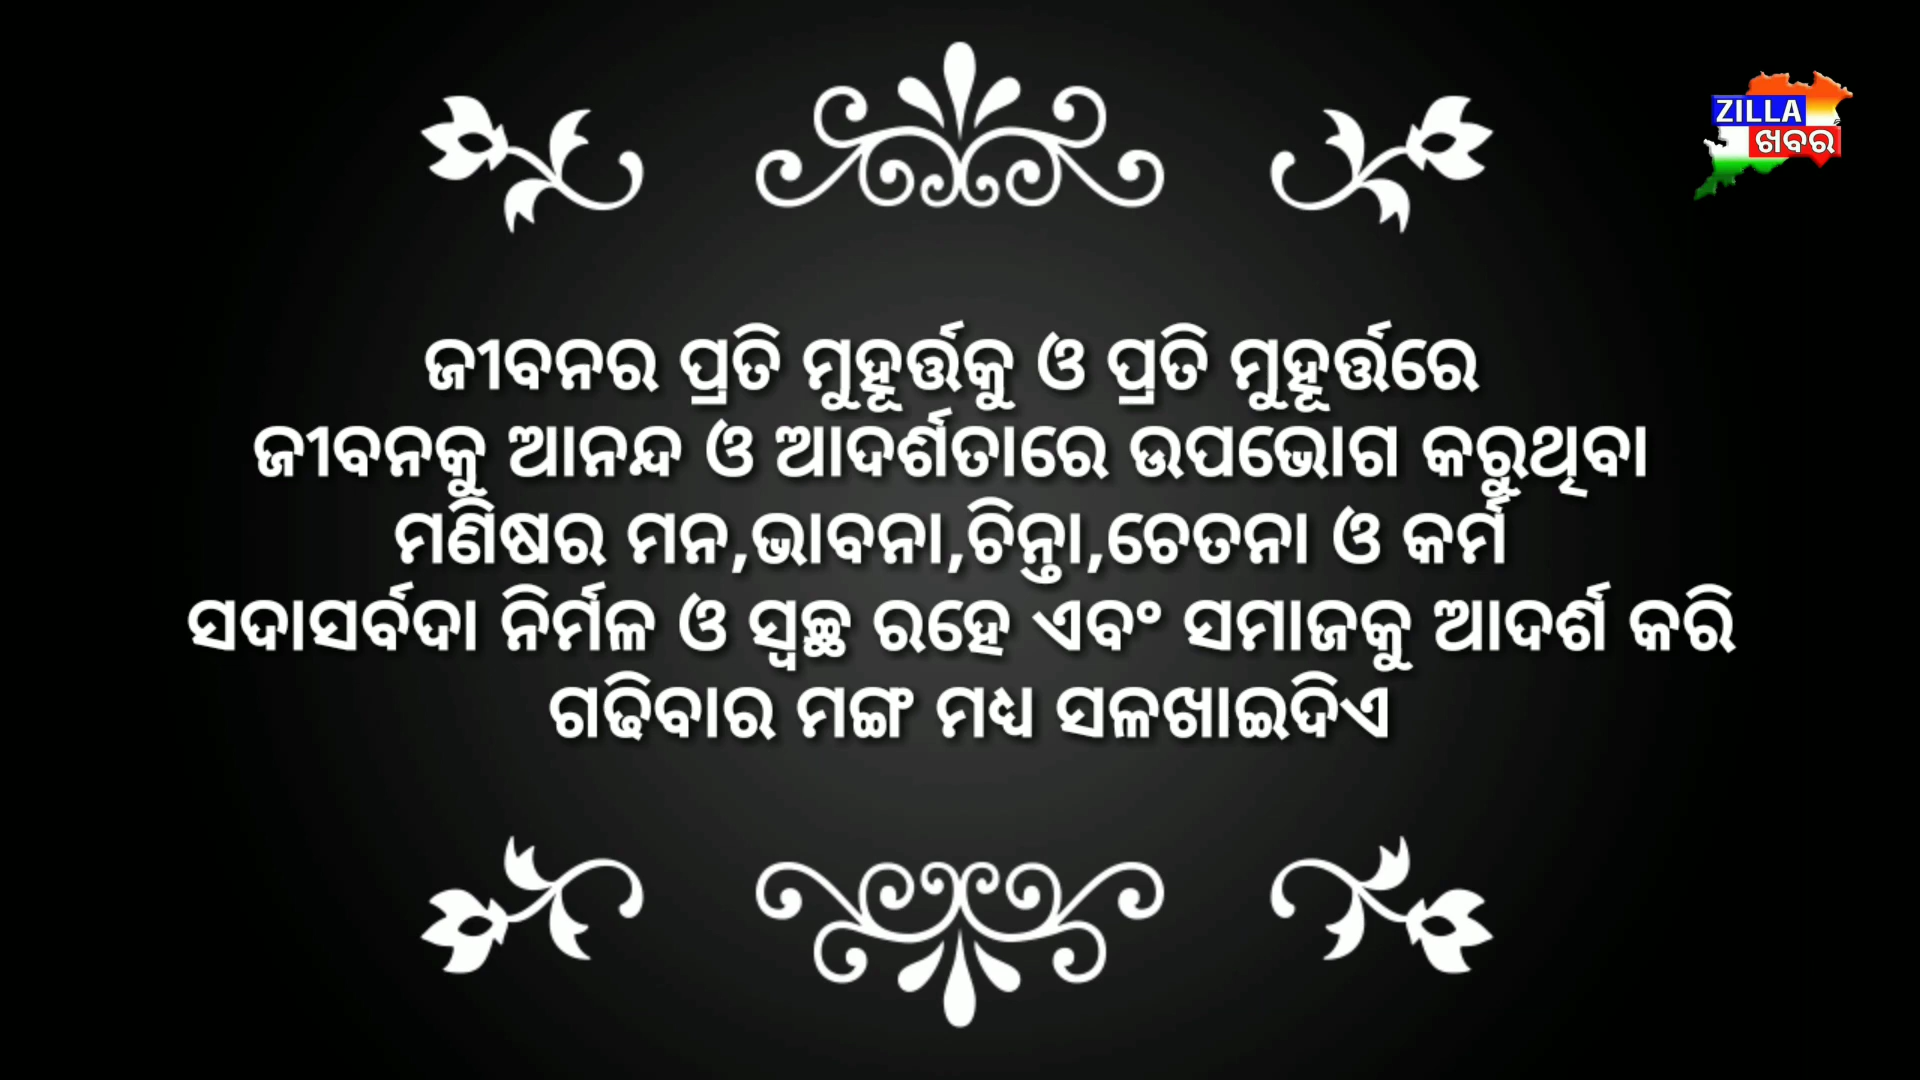 ZILLA
ଖବର
ଜୀବନର ପ୍ରତି ମୁହୂର୍ତ୍ତକୁ ଓ ପ୍ରତି ମୁହୂର୍ତ୍ତରେ
ଜୀବନକୁ ଆନନ୍ଦ ଓ ଆଦର୍ଶତାରେ ଉପଭୋଗ କରୁଥିବା
ମଣିଷର ମନ,ଭାବନା,ଚିନ୍ତା,ଚେତନା ଓ କର୍ମ
ସଦାସର୍ବଦା ନିର୍ମଳ ଓ ସ୍ୱଚ୍ଛ ରହେ ଏବଂ ସମାଜକୁ ଆଦର୍ଶ କରି
ଗଢିବାର ମଙ୍ଗ ମଧ୍ୟ ସଳଖାଇଦିଏ